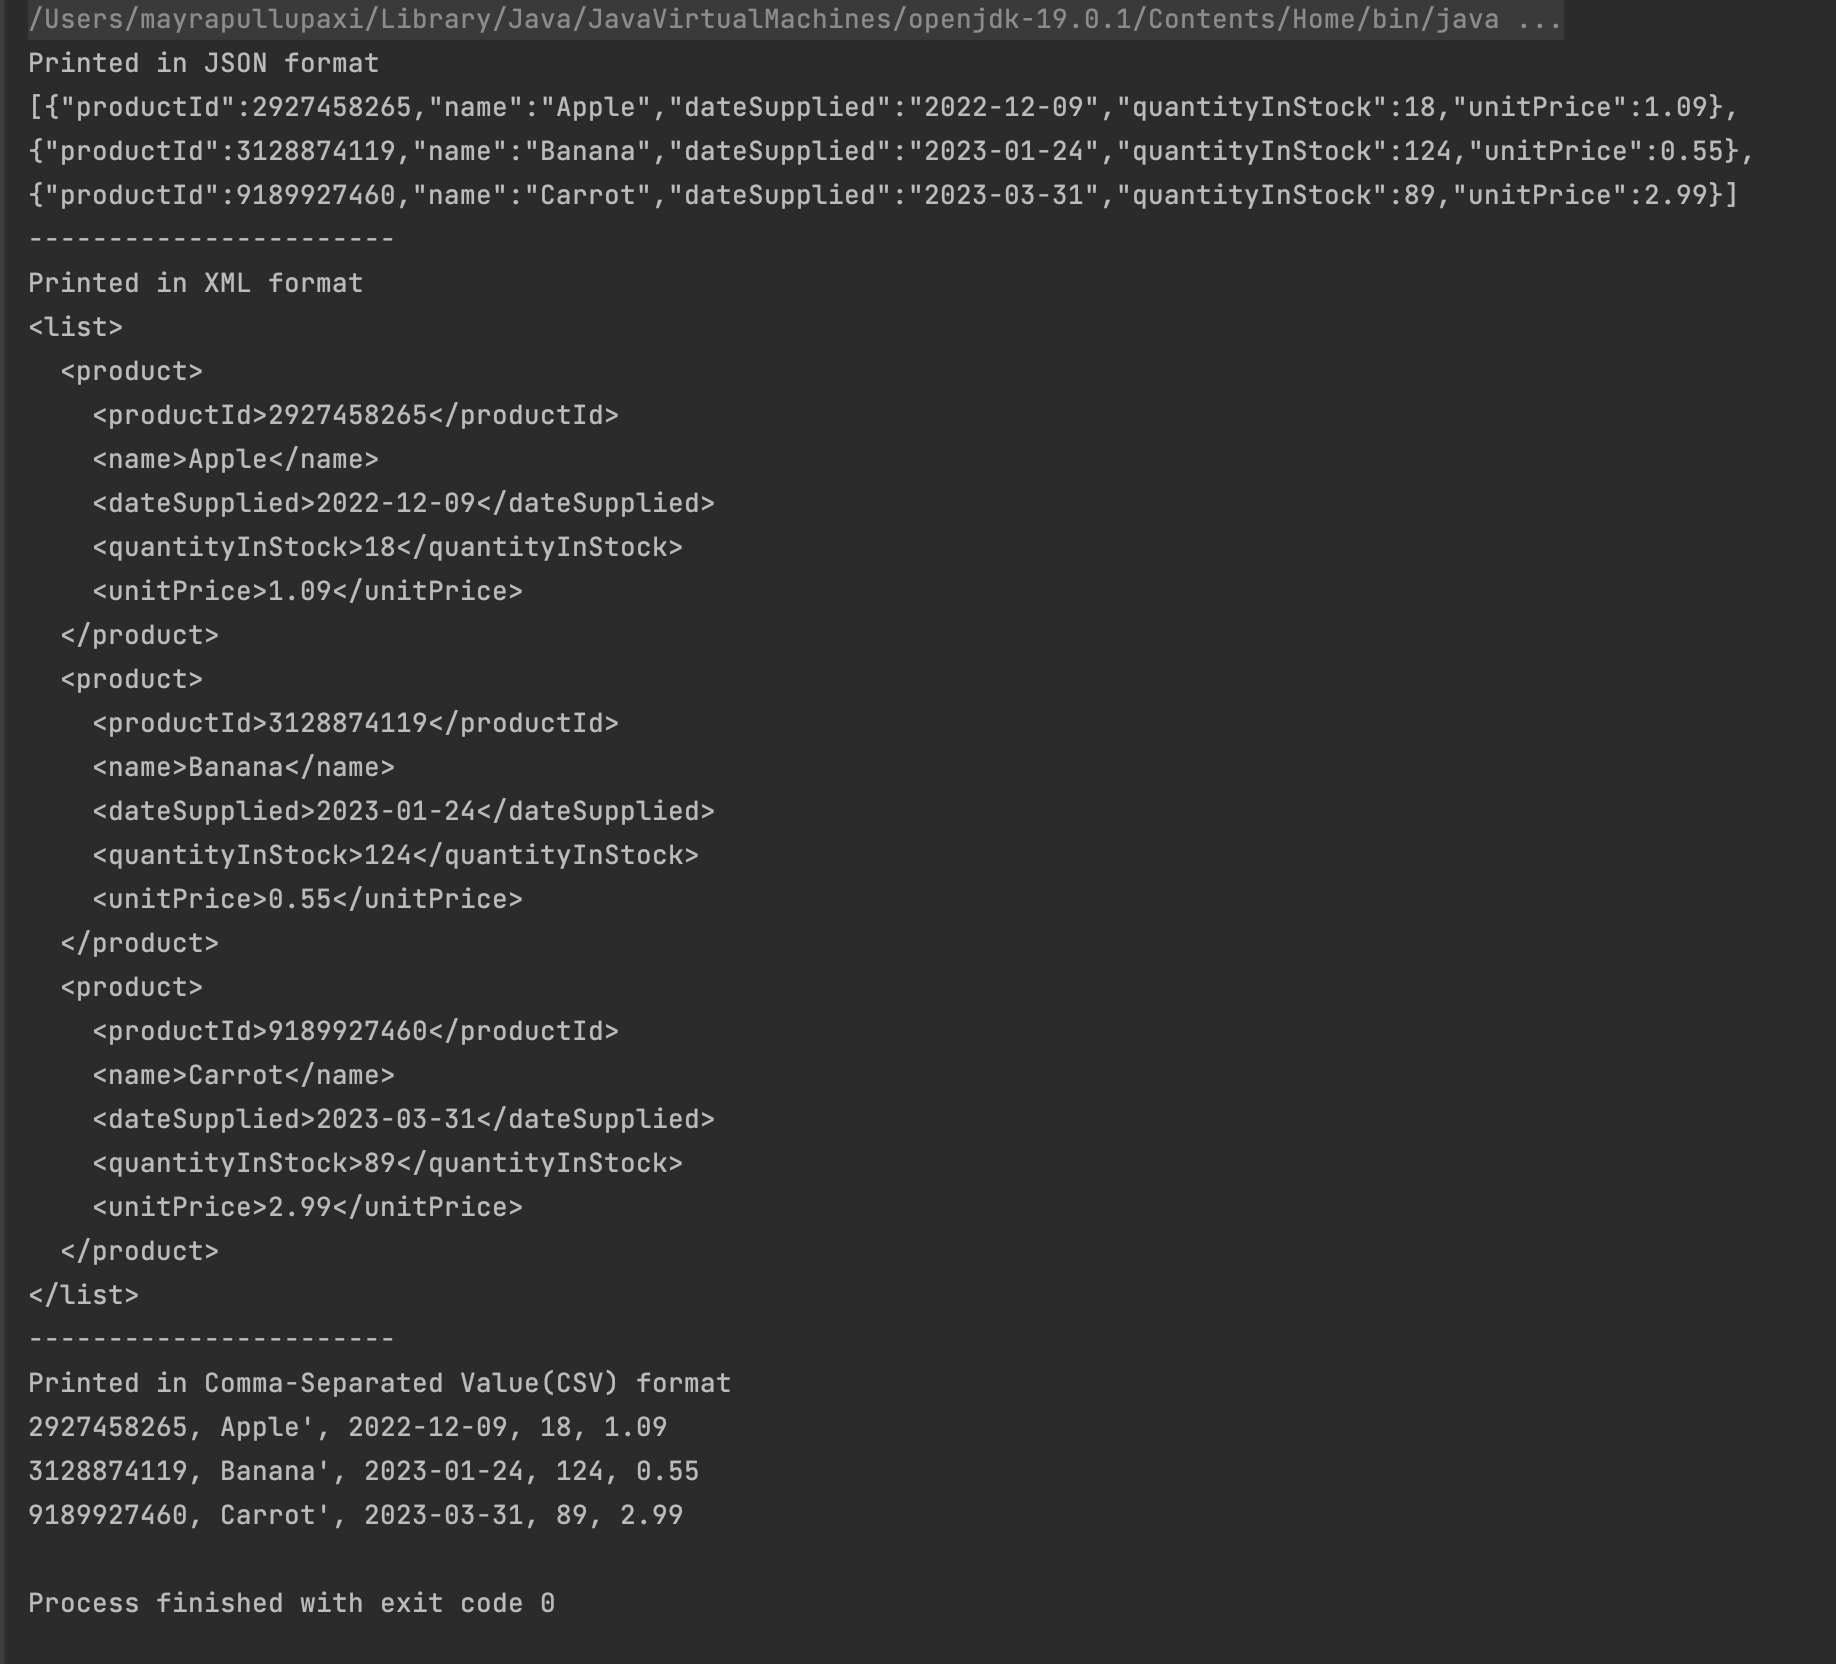 /Users/mayrapullupaxi/Library/Java/JavaVirtualMachines/openjdk-19.0.1/Contents/Home/bin/java ...
Printed in JSON format
[{"productId":2927458265,"name":"Apple","dateSupplied":"2022-12-09","quantityInStock":18,"unitPrice":1.09},
{"productId":3128874119,"name":"Banana","dateSupplied":"2023-01-24","quantityInStock":124,"unitPrice":0.55},
{"productId":9189927460,"name":"Carrot","dateSupplied":"2023-03-31","quantityInStock":89,"unitPrice":2.99}]
-----------------------
Printed in XML format
<list>
  <product>
    <productId>2927458265</productId>
    <name>Apple</name>
    <dateSupplied>2022-12-09</dateSupplied>
    <quantityInStock>18</quantityInStock>
    <unitPrice>1.09</unitPrice>
  </product>
  <product>
    <productId>3128874119</productId>
    <name>Banana</name>
    <dateSupplied>2023-01-24</dateSupplied>
    <quantityInStock>124</quantityInStock>
    <unitPrice>0.55</unitPrice>
  </product>
  <product>
    <productId>9189927460</productId>
    <name>Carrot</name>
    <dateSupplied>2023-03-31</dateSupplied>
    <quantityInStock>89</quantityInStock>
    <unitPrice>2.99</unitPrice>
  </product>
</list>
-----------------------
Printed in Comma-Separated Value(CSV) format
2927458265, Apple', 2022-12-09, 18, 1.09
3128874119, Banana', 2023-01-24, 124, 0.55
9189927460, Carrot', 2023-03-31, 89, 2.99

Process finished with exit code 0